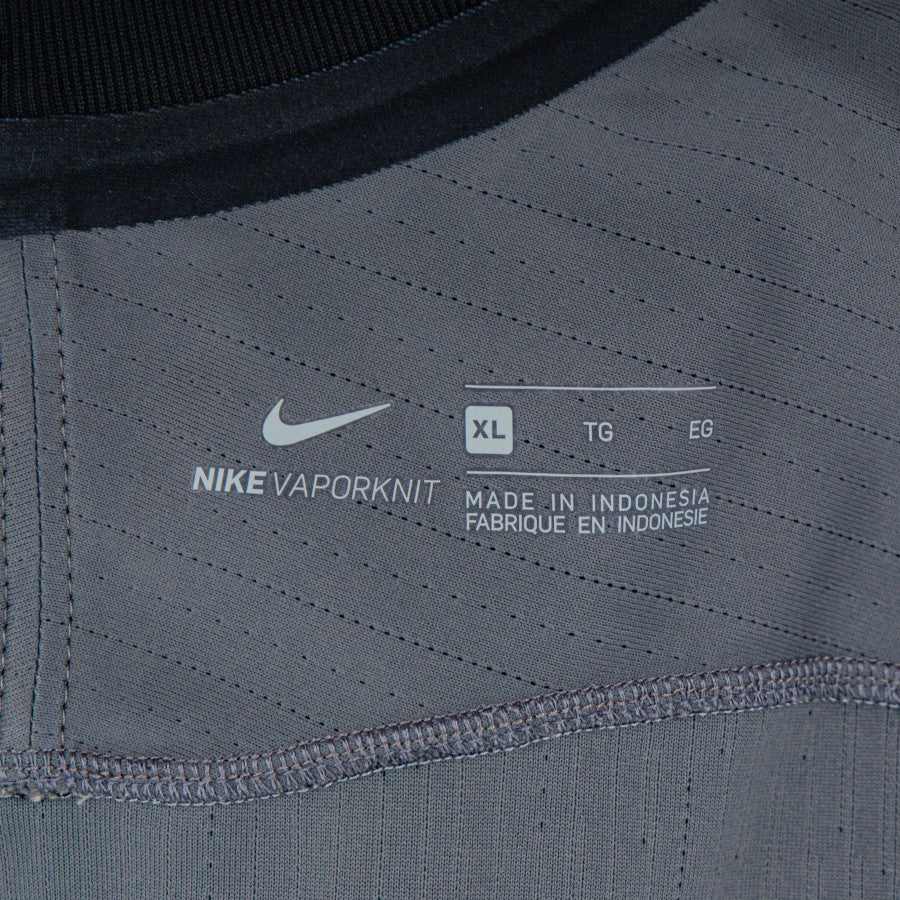 NIKE VAPORKNIT
XL TG EG
MADE IN INDONESIA
FABRIQUE EN INDONESIE